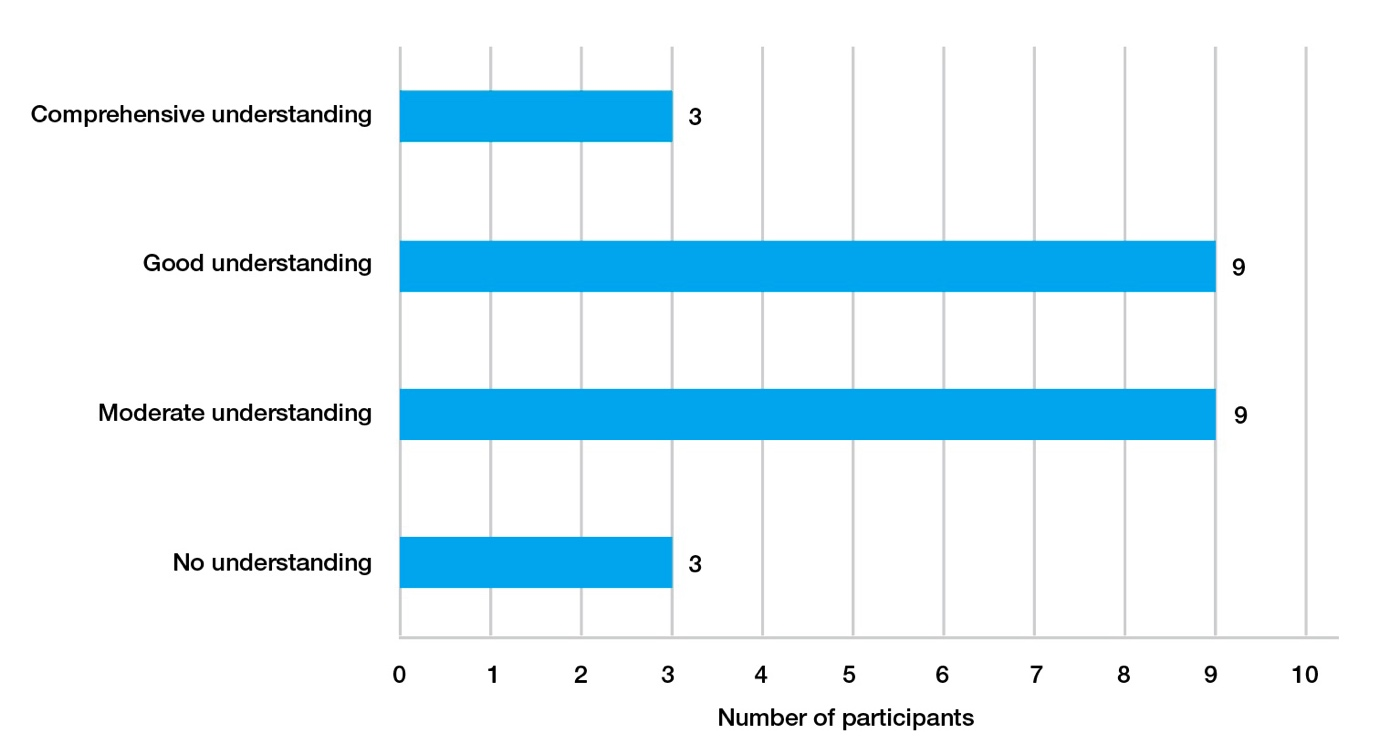 Comprehensive understanding
3
Good understanding
9
Moderate understanding
9
No understanding
3
0 1 2 3 4 5 6 7 8 9 10
Number of participants